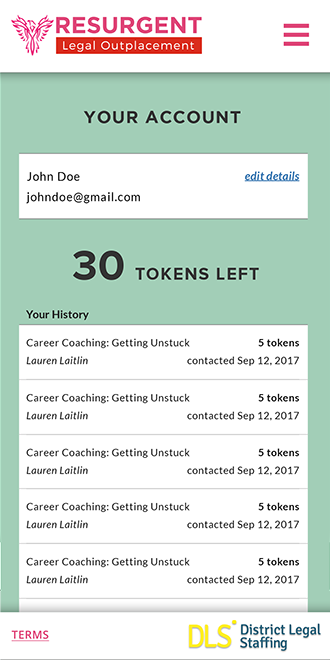 RESURGENT
Legal Outplacement
YOUR ACCOUNT
John Doe edit details
johndoe@gmail.com
30 TOKENS LEFT
Your History
Career Coaching: Getting Unstuck 5 tokens
Lauren Laitlin contacted Sep 12, 2017
Career Coaching: Getting Unstuck 5 tokens
Lauren Laitlin contacted Sep 12, 2017
Career Coaching: Getting Unstuck 5 tokens
Lauren Laitlin contacted Sep 12, 2017
Career Coaching: Getting Unstuck 5 tokens
Lauren Laitlin contacted Sep 12, 2017
Career Coaching: Getting Unstuck 5 tokens
Lauren Laitlin contacted Sep 12, 2017
TERMS DLS District Legal
Staffing